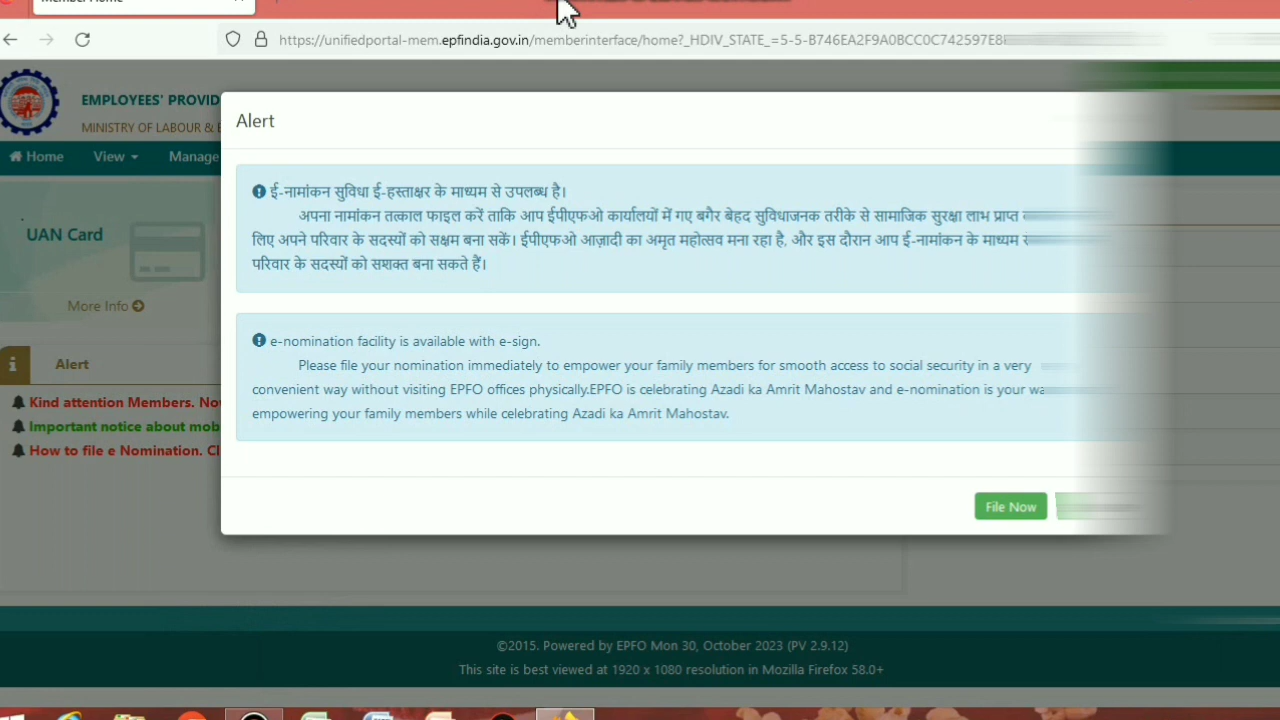 Member Home
https://unifiedportal-mem.epfindia.gov.in/memberinterface/home?_HDIV_STATE_=5-5-B746EA2F9A0BCC0C742597E8
EMPLOYEES' PROVID
MINISTRY OF LABOUR & E
Home View Manage
Alert
ई-नामांकन सुविधा ई-हस्ताक्षर के माध्यम से उपलब्ध है।
अपना नामांकन तत्काल फाइल करें ताकि आप ईपीएफओ कार्यालयों में गए बगैर बेहद सुविधाजनक तरीके से सामाजिक सुरक्षा लाभ प्राप्त
लिए अपने परिवार के सदस्यों को सक्षम बना सकें। ईपीएफओ आज़ादी का अमृत महोत्सव मना रहा है, और इस दौरान आप ई-नामांकन के माध्यम
परिवार के सदस्यों को सशक्त बना सकते हैं।
e-nomination facility is available with e-sign.
Please file your nomination immediately to empower your family members for smooth access to social security in a very
convenient way without visiting EPFO offices physically.EPFO is celebrating Azadi ka Amrit Mahostav and e-nomination is your wa
empowering your family members while celebrating Azadi ka Amrit Mahostav.
File Now
UAN Card
More Info
Alert
Kind attention Members. Now
Important notice about mob
How to file e Nomination. Cl
©2015. Powered by EPFO Mon 30, October 2023 (PV 2.9.12)
This site is best viewed at 1920 x 1080 resolution in Mozilla Firefox 58.0+